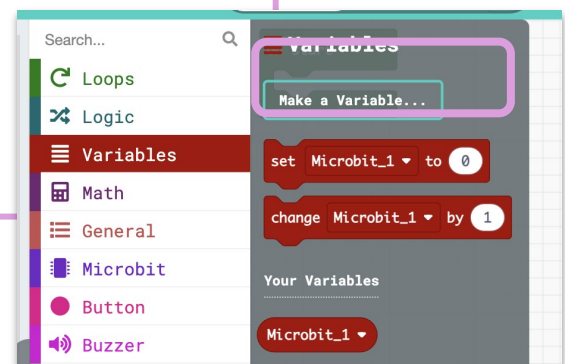 Search...
Loops
Logic
Variables
Math
General
Microbit
Button
Buzzer
Variables
Make a Variable...
set Microbit_1 to 0
change Microbit_1 by 1
Your Variables
Microbit_1